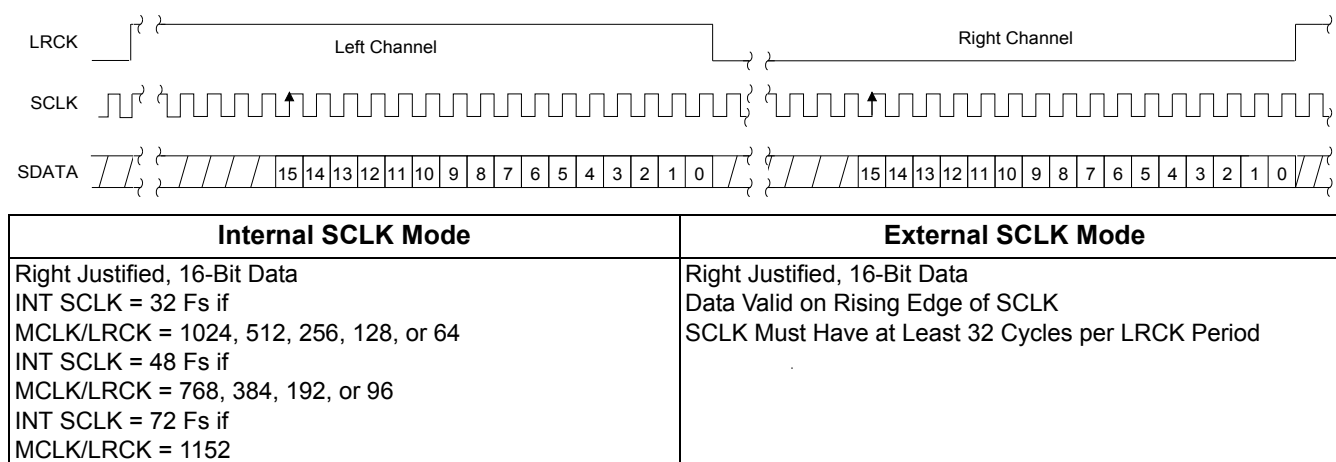 LRCK Left Channel Right Channel
SCLK
SDATA 15 14 13 12 11 10 9 8 7 6 5 4 3 2 1 0 15 14 13 12 11 10 9 8 7 6 5 4 3 2 1 0
Internal SCLK Mode External SCLK Mode
Right Justified, 16-Bit Data
INT SCLK = 32 Fs if
MCLK/LRCK = 1024, 512, 256, 128, or 64
INT SCLK = 48 Fs if
MCLK/LRCK = 768, 384, 192, or 96
INT SCLK = 72 Fs if
MCLK/LRCK = 1152
Right Justified, 16-Bit Data
Data Valid on Rising Edge of SCLK
SCLK Must Have at Least 32 Cycles per LRCK Period